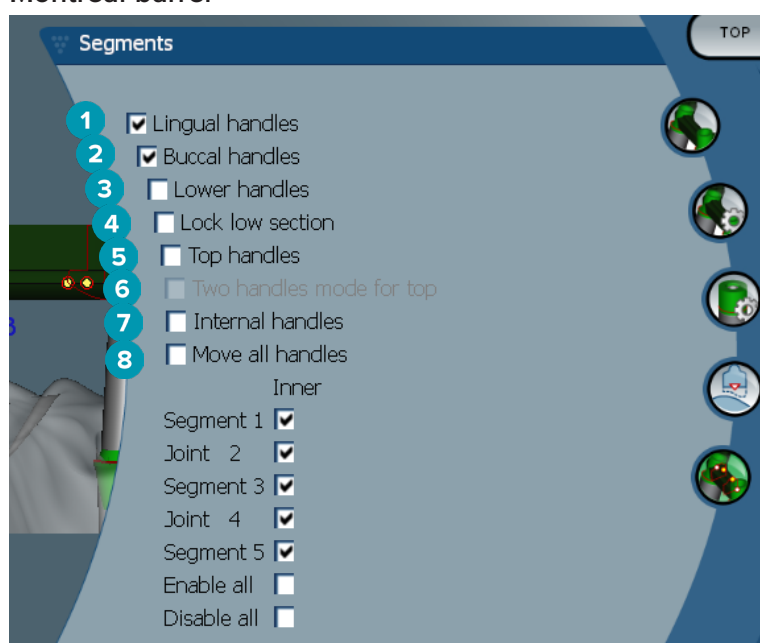 Segments
TOP
1 Lingual handles
2 Buccal handles
3 Lower handles
4 Lock low section
5 Top handles
6 Two handles mode for top
7 Internal handles
8 Move all handles
Inner
Segment 1
Joint 2
Segment 3
Joint 4
Segment 5
Enable all
Disable all